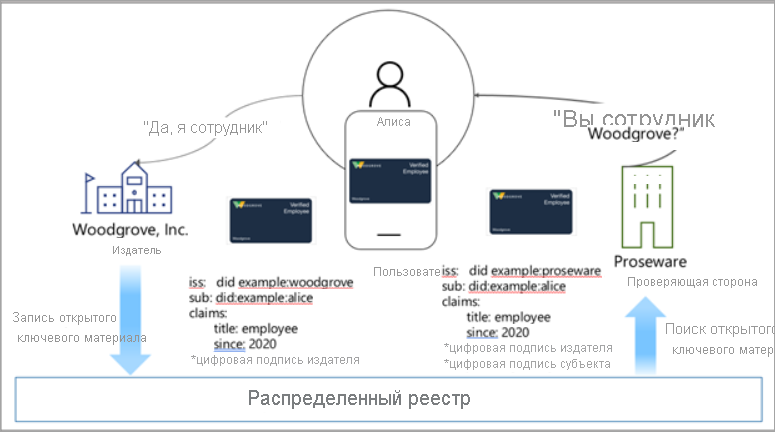 Алиса
"Да, я сотрудник"
"Вы сотрудник
Woodgrove?"
Verified
Employee
Woodgrove
Verified
Employee
Woodgrove
Verified
Employee
Woodgrove
Woodgrove, Inc.
Издатель
Пользовате
Proseware
Проверяющая сторона
iss: did example:woodgrove
sub: did:example:alice
claims:
title: employee
since: 2020
*цифровая подпись издателя
iss: did example:proseware
sub: did:example:alice
claims:
title: employee
since: 2020
*цифровая подпись издателя
*цифровая подпись субъекта
Запись открытого
ключевого материала
Поиск открытого
ключевого матер
Распределенный реестр